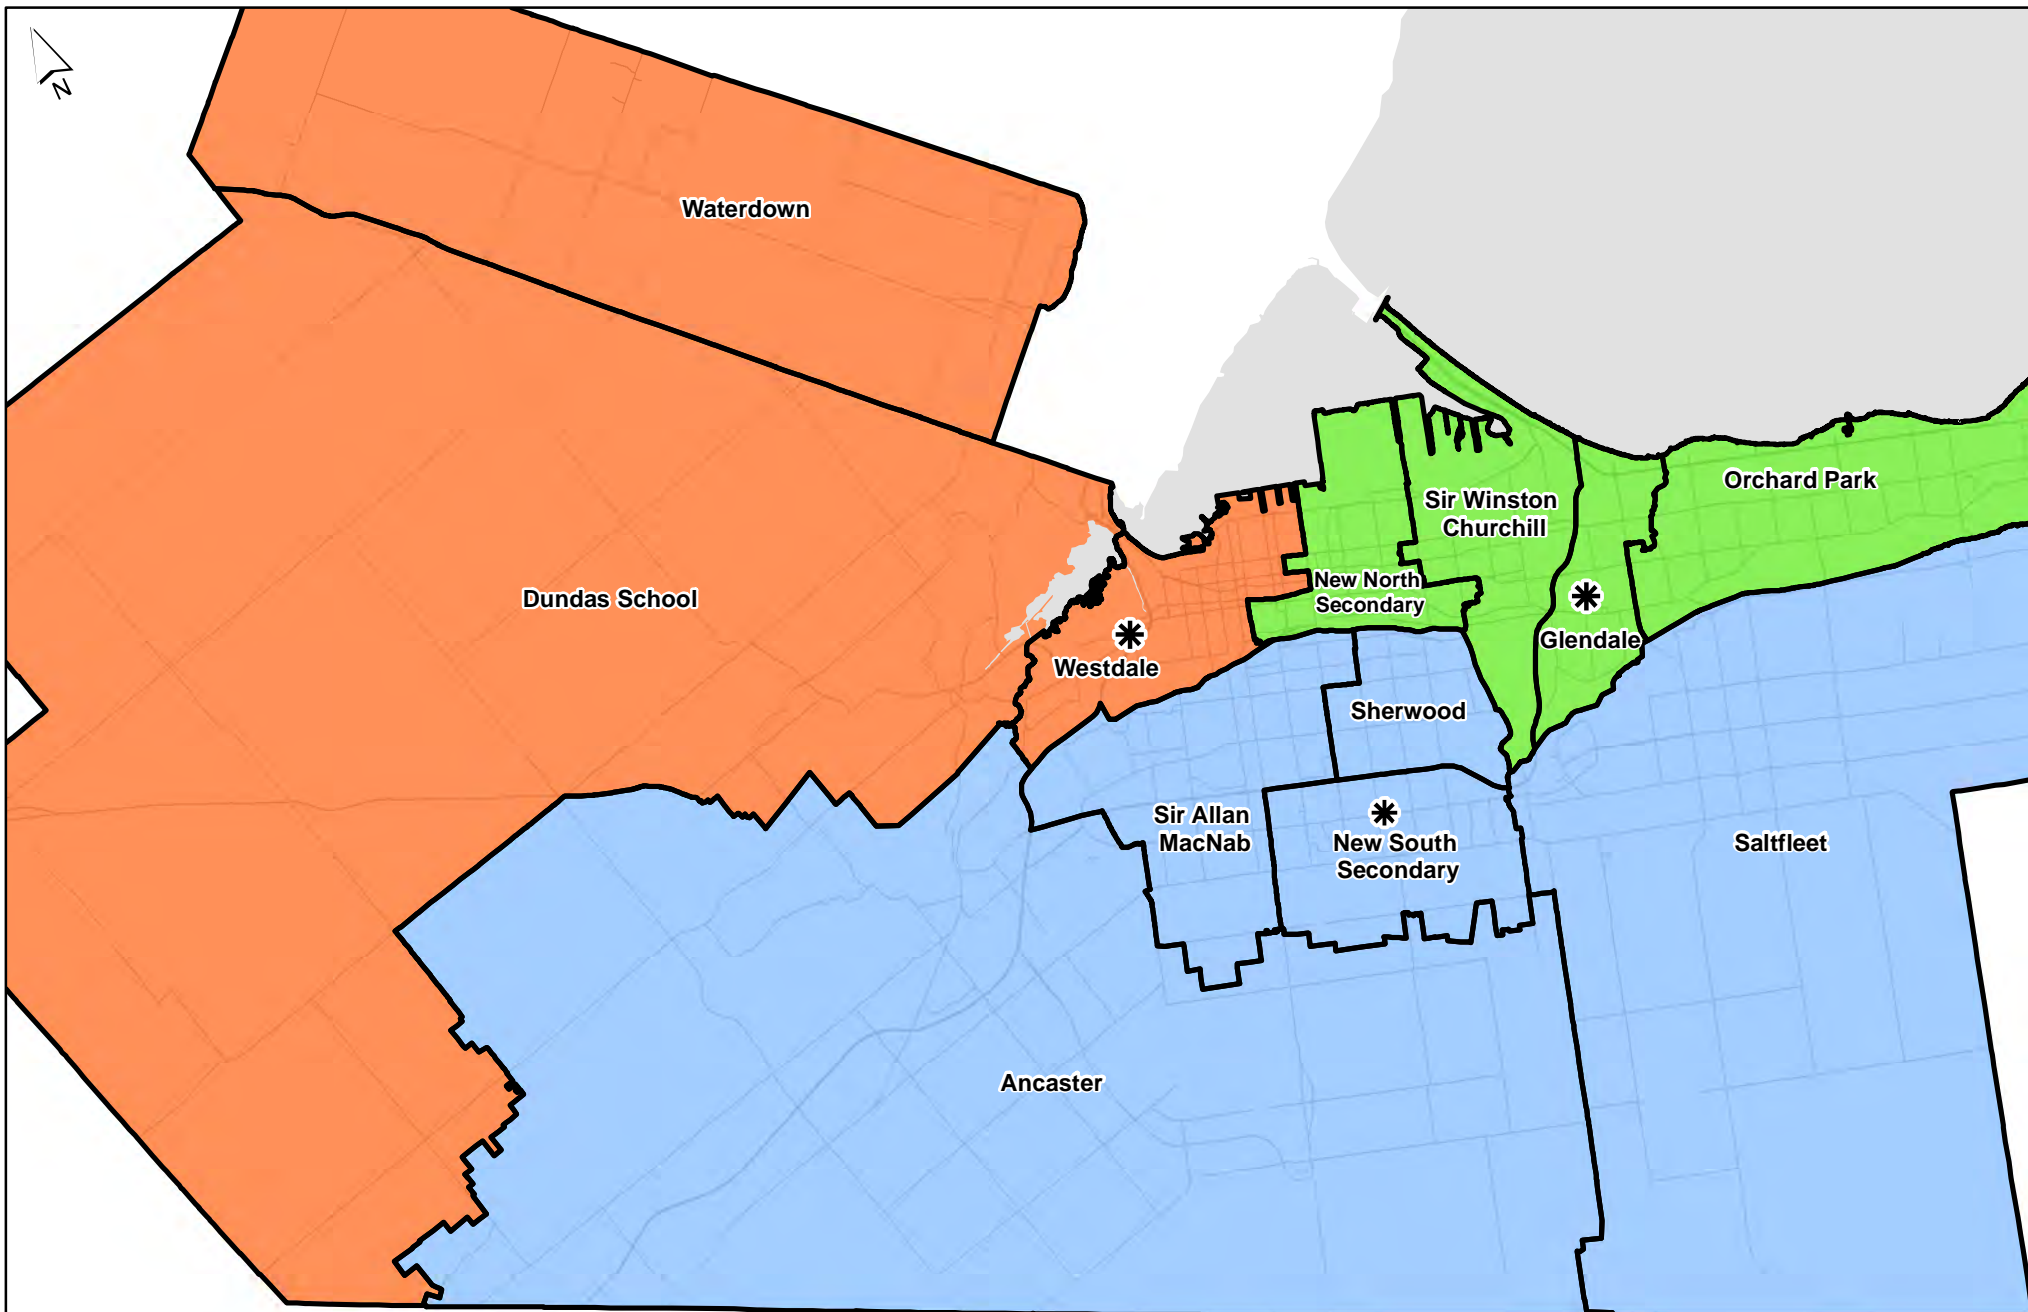 N
Waterdown
Orchard Park
Sir Winston
Churchill
New North
Secondary
Dundas School
Glendale
Westdale
Sherwood
Sir Allan
MacNab
New South
Secondary
Saltfleet
Ancaster